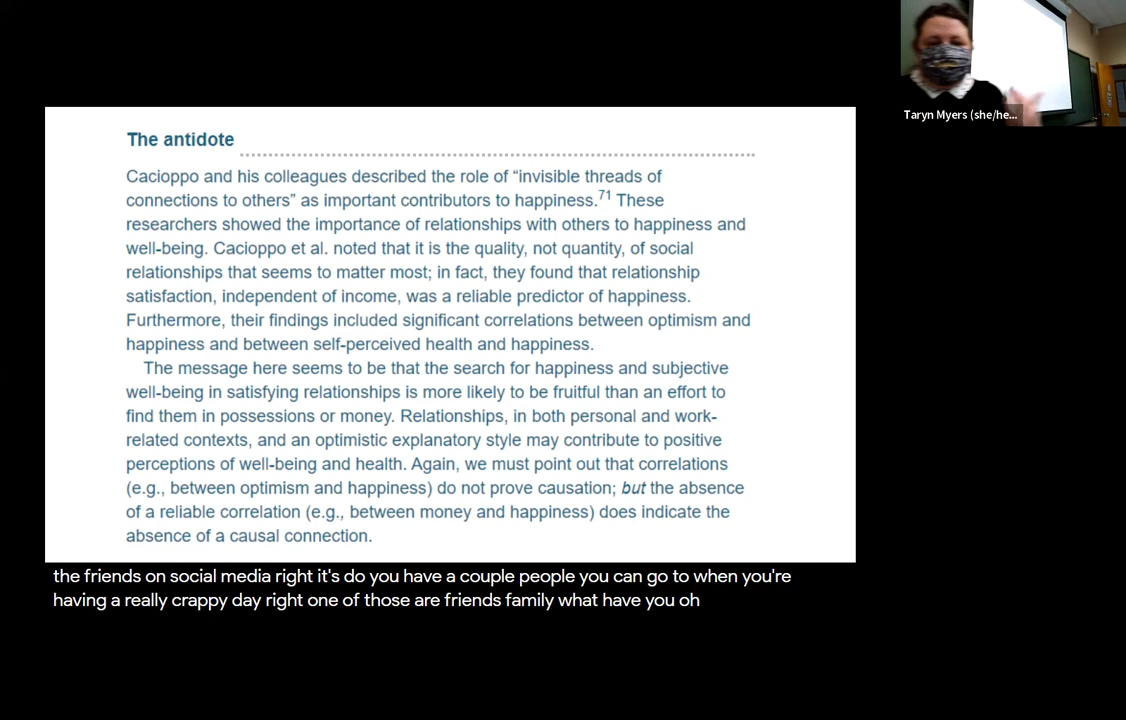 Taryn Myers (she/he...
The antidote
Cacioppo and his colleagues described the role of “invisible threads of
connections to others” as important contributors to happiness.71 These
researchers showed the importance of relationships with others to happiness and
well-being. Cacioppo et al. noted that it is the quality, not quantity, of social
relationships that seems to matter most; in fact, they found that relationship
satisfaction, independent of income, was a reliable predictor of happiness.
Furthermore, their findings included significant correlations between optimism and
happiness and between self-perceived health and happiness.
The message here seems to be that the search for happiness and subjective
well-being in satisfying relationships is more likely to be fruitful than an effort to
find them in possessions or money. Relationships, in both personal and work-
related contexts, and an optimistic explanatory style may contribute to positive
perceptions of well-being and health. Again, we must point out that correlations
(e.g., between optimism and happiness) do not prove causation; but the absence
of a reliable correlation (e.g., between money and happiness) does indicate the
absence of a causal connection.
the friends on social media right it's do you have a couple people you can go to when you're
having a really crappy day right one of those are friends family what have you oh